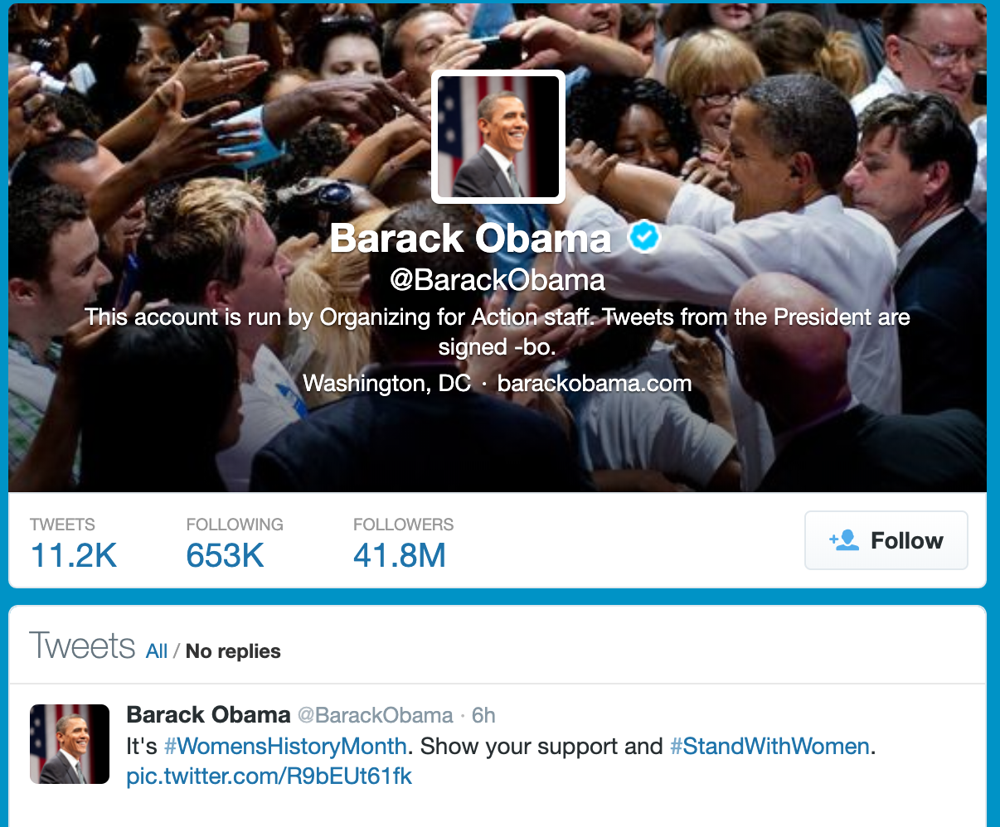 Barack Obama
@BarackObama
This account is run by Organizing for Action staff. Tweets from the President are
signed -bo.
Washington, DC · barackobama.com
TWEETS FOLLOWING FOLLOWERS
11.2K 653K 41.8M
Follow
Tweets All / No replies
Barack Obama @BarackObama · 6h
It's #WomensHistoryMonth. Show your support and #StandWithWomen.
pic.twitter.com/R9bEUt61fk